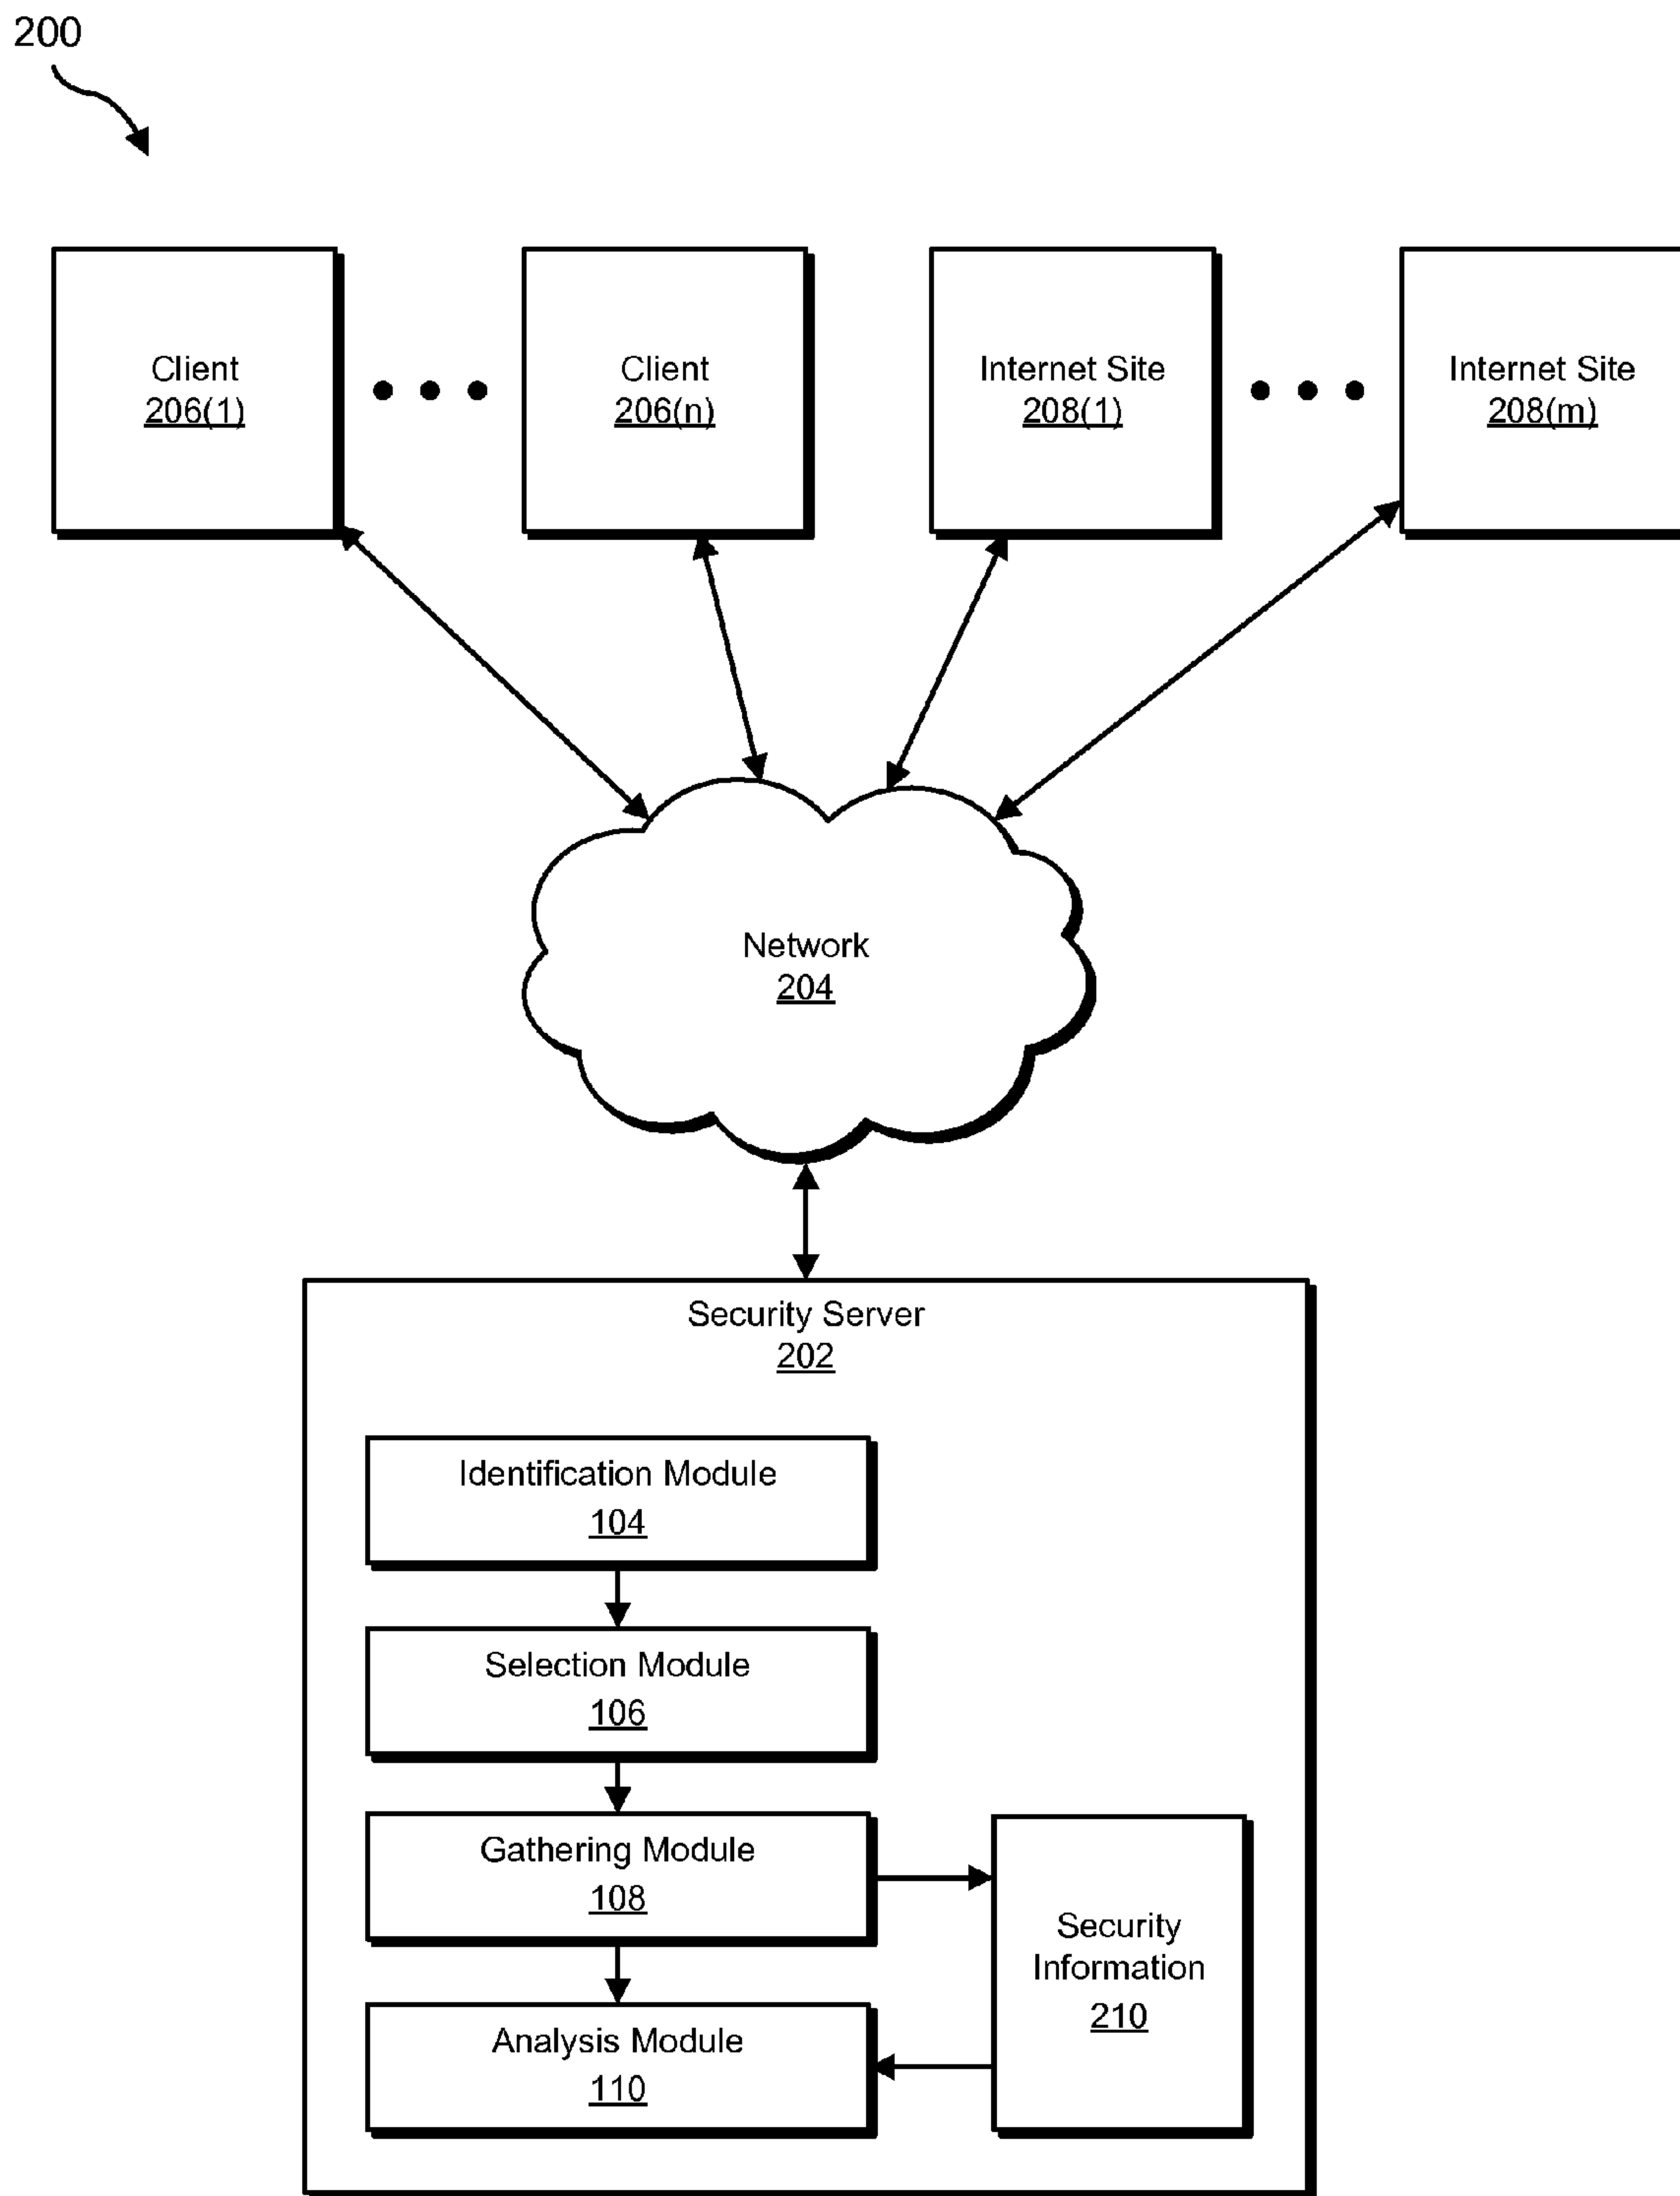 200
Client
206(1)
Client
206(n)
Internet Site
208(1)
Internet Site
208(m)
Network
204
Security Server
202
Identification Module
104
Selection Module
106
Gathering Module
108
Security
Information
210
Analysis Module
110